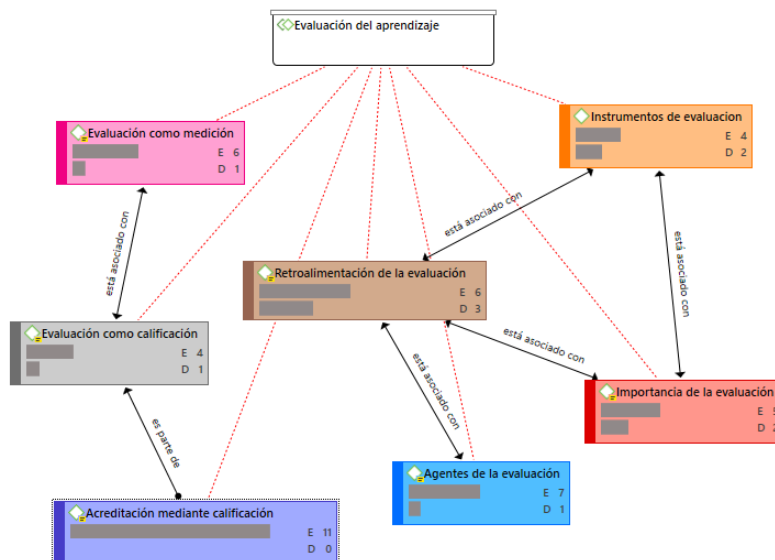 Evaluación del aprendizaje
Evaluación como medición
E 6
D 1
Instrumentos de evaluacion
E 4
D 2
está asociado con
está asociado con
está asociado con
Retroalimentación de la evaluación
E 6
D 3
Evaluación como calificación
E 4
D 1
está asociado con
está asociado con
Importancia de la evaluación
E 5
D 2
es parte de
Agentes de la evaluación
E 7
D 1
Acreditación mediante calificación
E 11
D 0